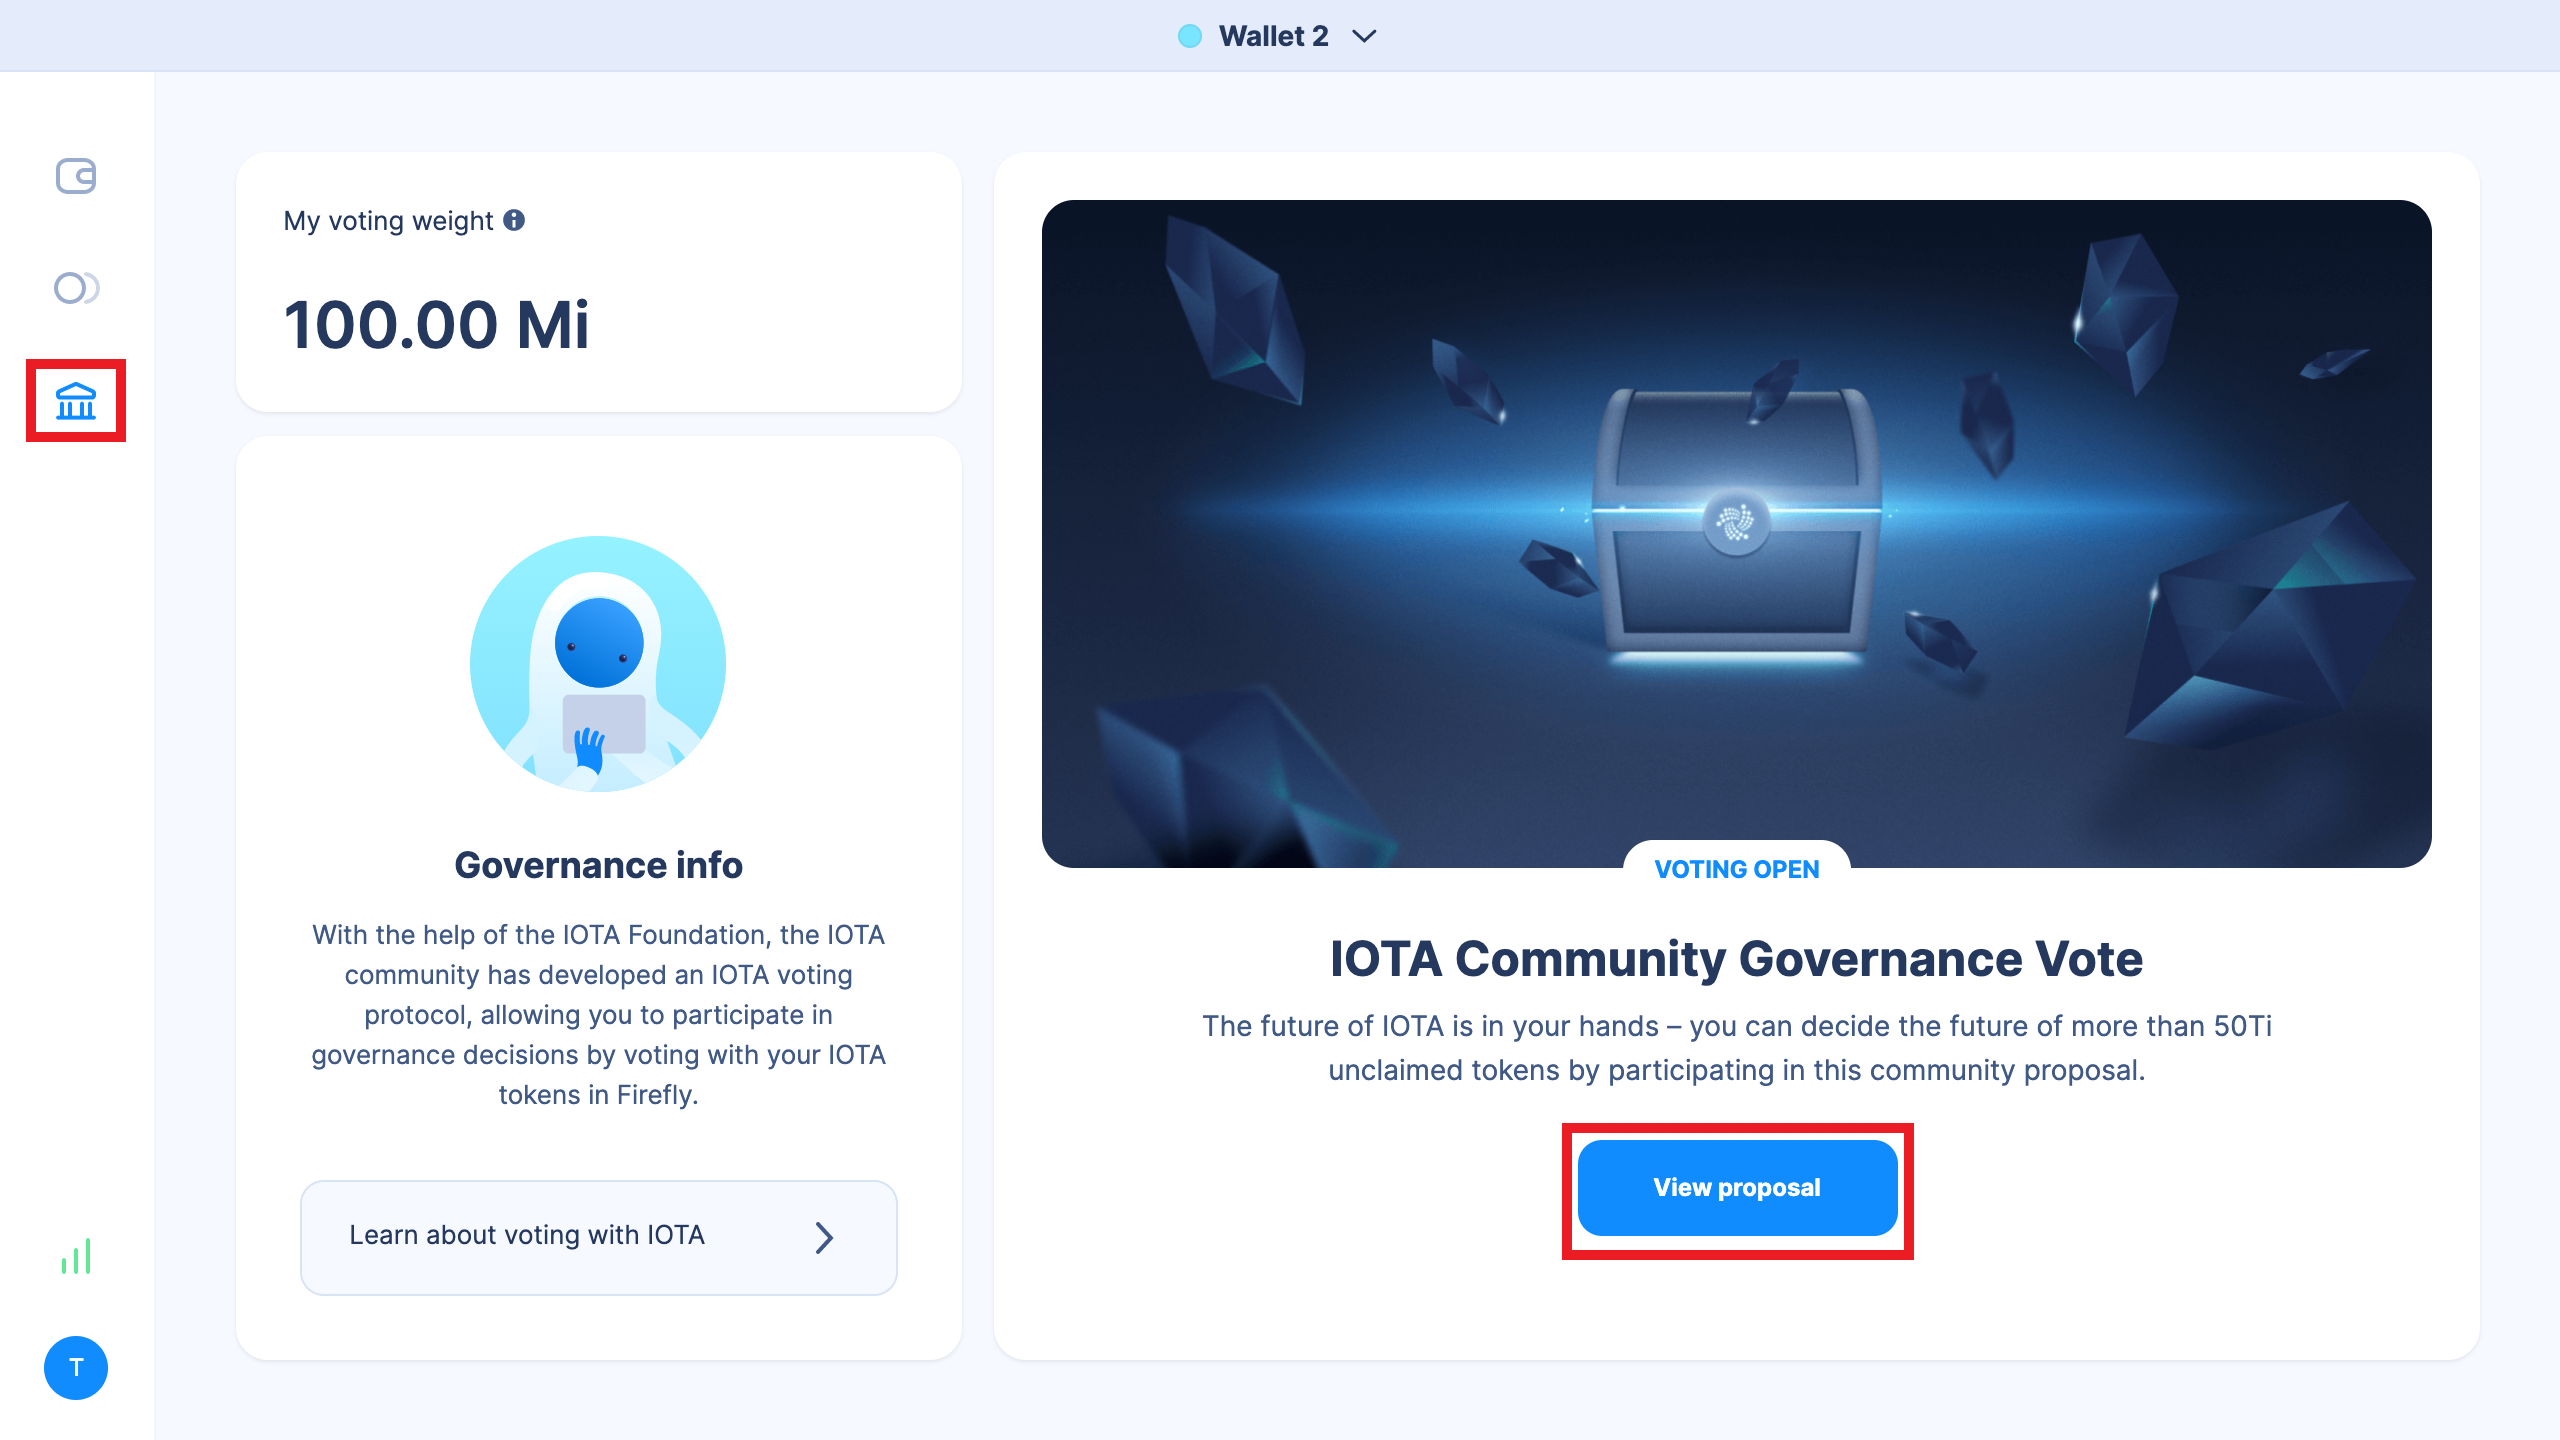 Wallet 2
My voting weight
100.00 Mi
Governance info
With the help of the IOTA Foundation, the IOTA
community has developed an IOTA voting
protocol, allowing you to participate in
governance decisions by voting with your IOTA
tokens in Firefly.
Learn about voting with IOTA
VOTING OPEN
IOTA Community Governance Vote
The future of IOTA is in your hands – you can decide the future of more than 50Ti
unclaimed tokens by participating in this community proposal.
View proposal
T